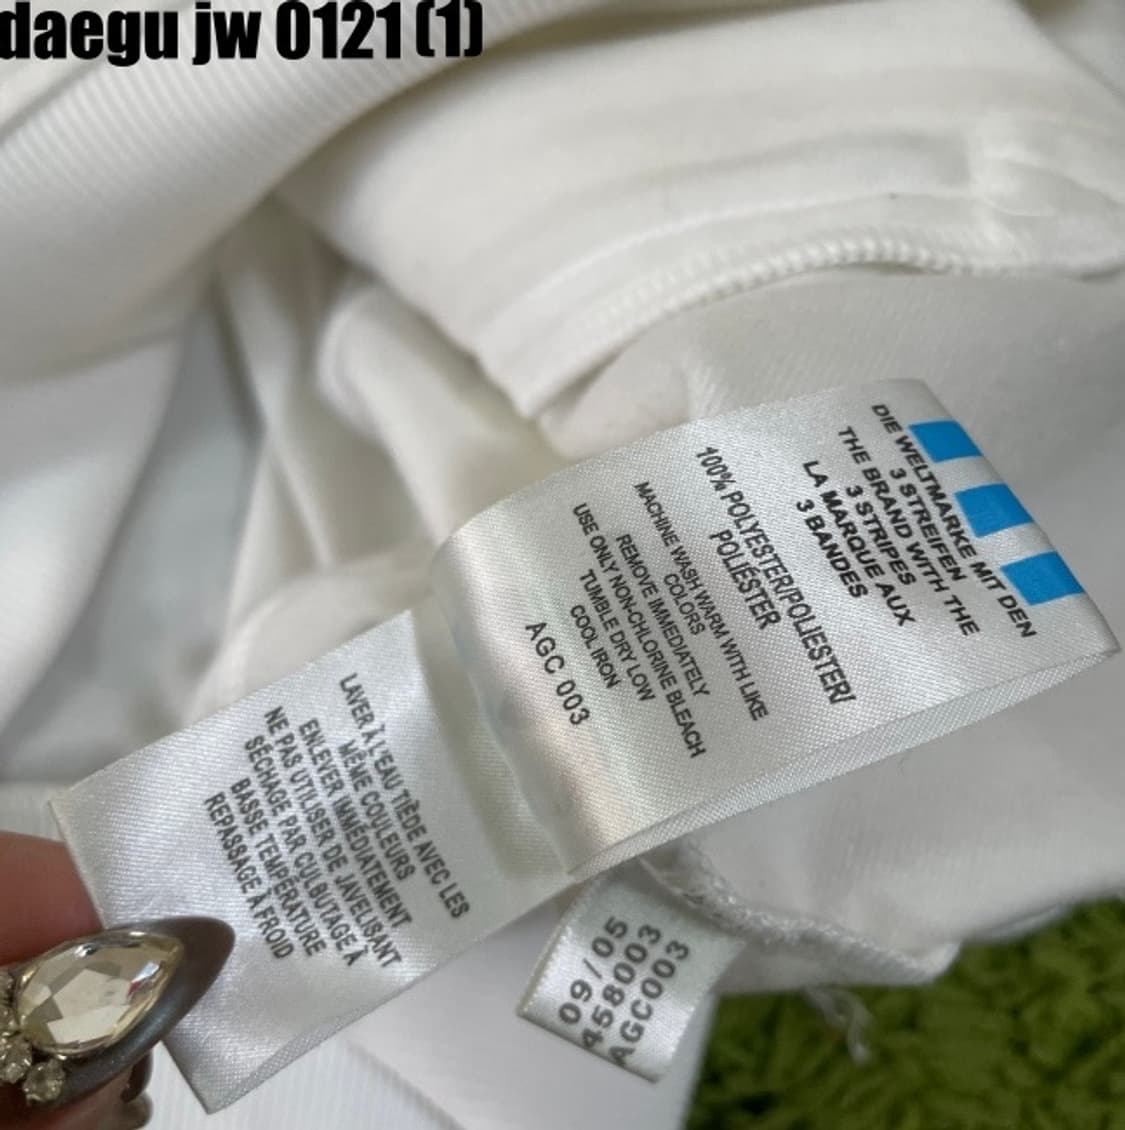 daegu jw 0121 (1)
DIE WELTMARKE MIT DEN
3 STREIFEN
THE BRAND WITH THE
3 STRIPES
LA MARQUE AUX
3 BANDES
100% POLYESTER/POLIESTER/
POLIÉSTER
MACHINE WASH WARM WITH LIKE
COLORS
REMOVE IMMEDIATELY
USE ONLY NON-CHLORINE BLEACH
TUMBLE DRY LOW
COOL IRON
AGC 003
LAVER À L'EAU TIÈDE AVEC LES
MÊME COULEURS
ENLEVER IMMÉDIATEMENT
NE PAS UTILISER DE JAVELISANT
SÉCHAGE PAR CULBUTAGE À
BASSE TEMPÉRATURE
REPASSAGE À FROID
09/05
458003
AGC003